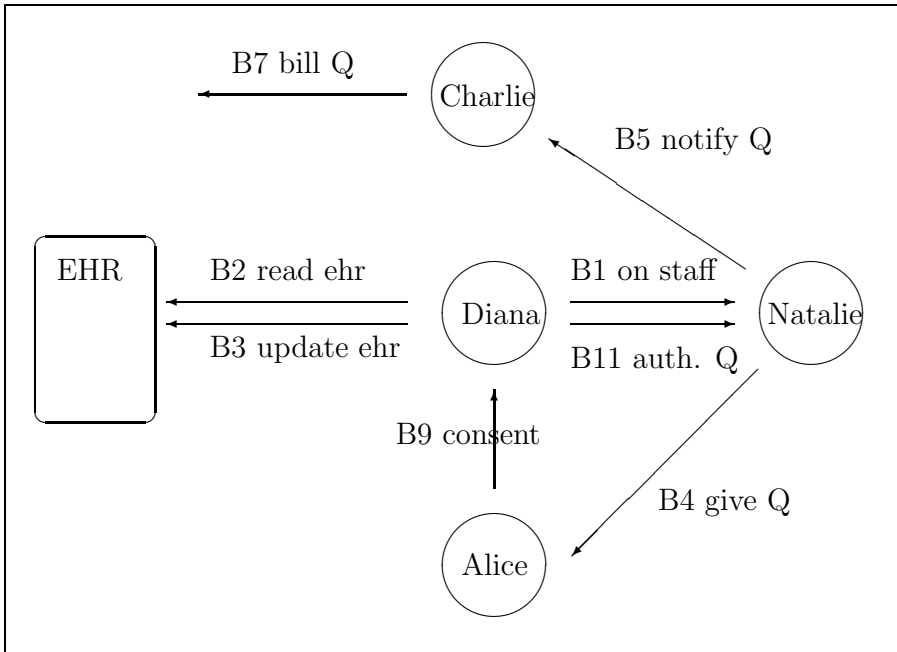 B7 bill Q
Charlie
B5 notify Q
EHR
B2 read ehr
B1 on staff
Diana
Natalie
B3 update ehr
B11 auth. Q
B9 consent
B4 give Q
Alice